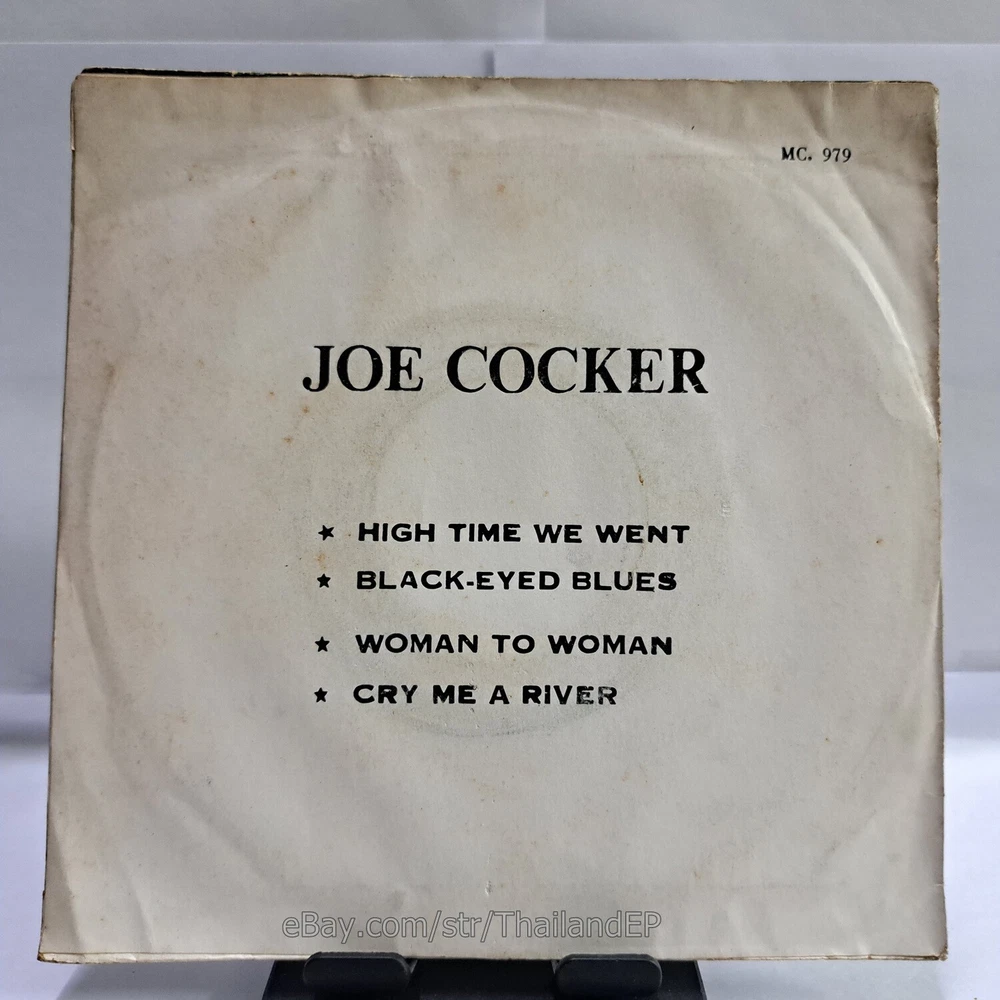 MC. 979
JOE COCKER
★ HIGH TIME WE WENT
★ BLACK-EYED BLUES
★ WOMAN TO WOMAN
★ CRY ME A RIVER
eBay.com/str/ThailandEP